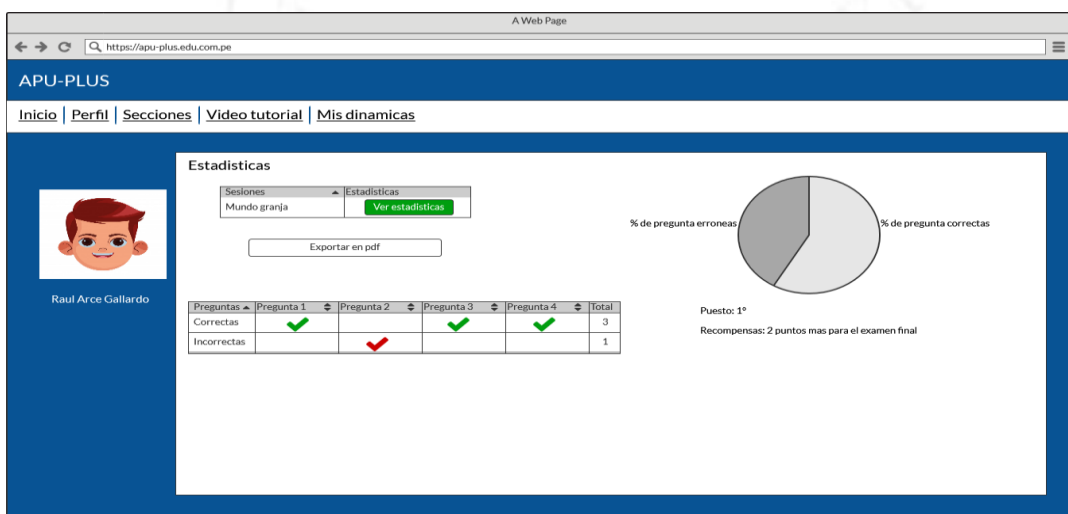 A Web Page
https://apu-plus.edu.com.pe
APU-PLUS
Inicio | Perfil | Secciones | Video tutorial | Mis dinamicas
Estadisticas
Sesiones Estadisticas
Mundo granja Ver estadisticas
Exportar en pdf
% de pregunta erroneas % de pregunta correctas
Raul Arce Gallardo
Preguntas Pregunta 1 Pregunta 2 Pregunta 3 Pregunta 4 Total
Correctas 3
Incorrectas 1
Puesto: 1°
Recompensas: 2 puntos mas para el examen final